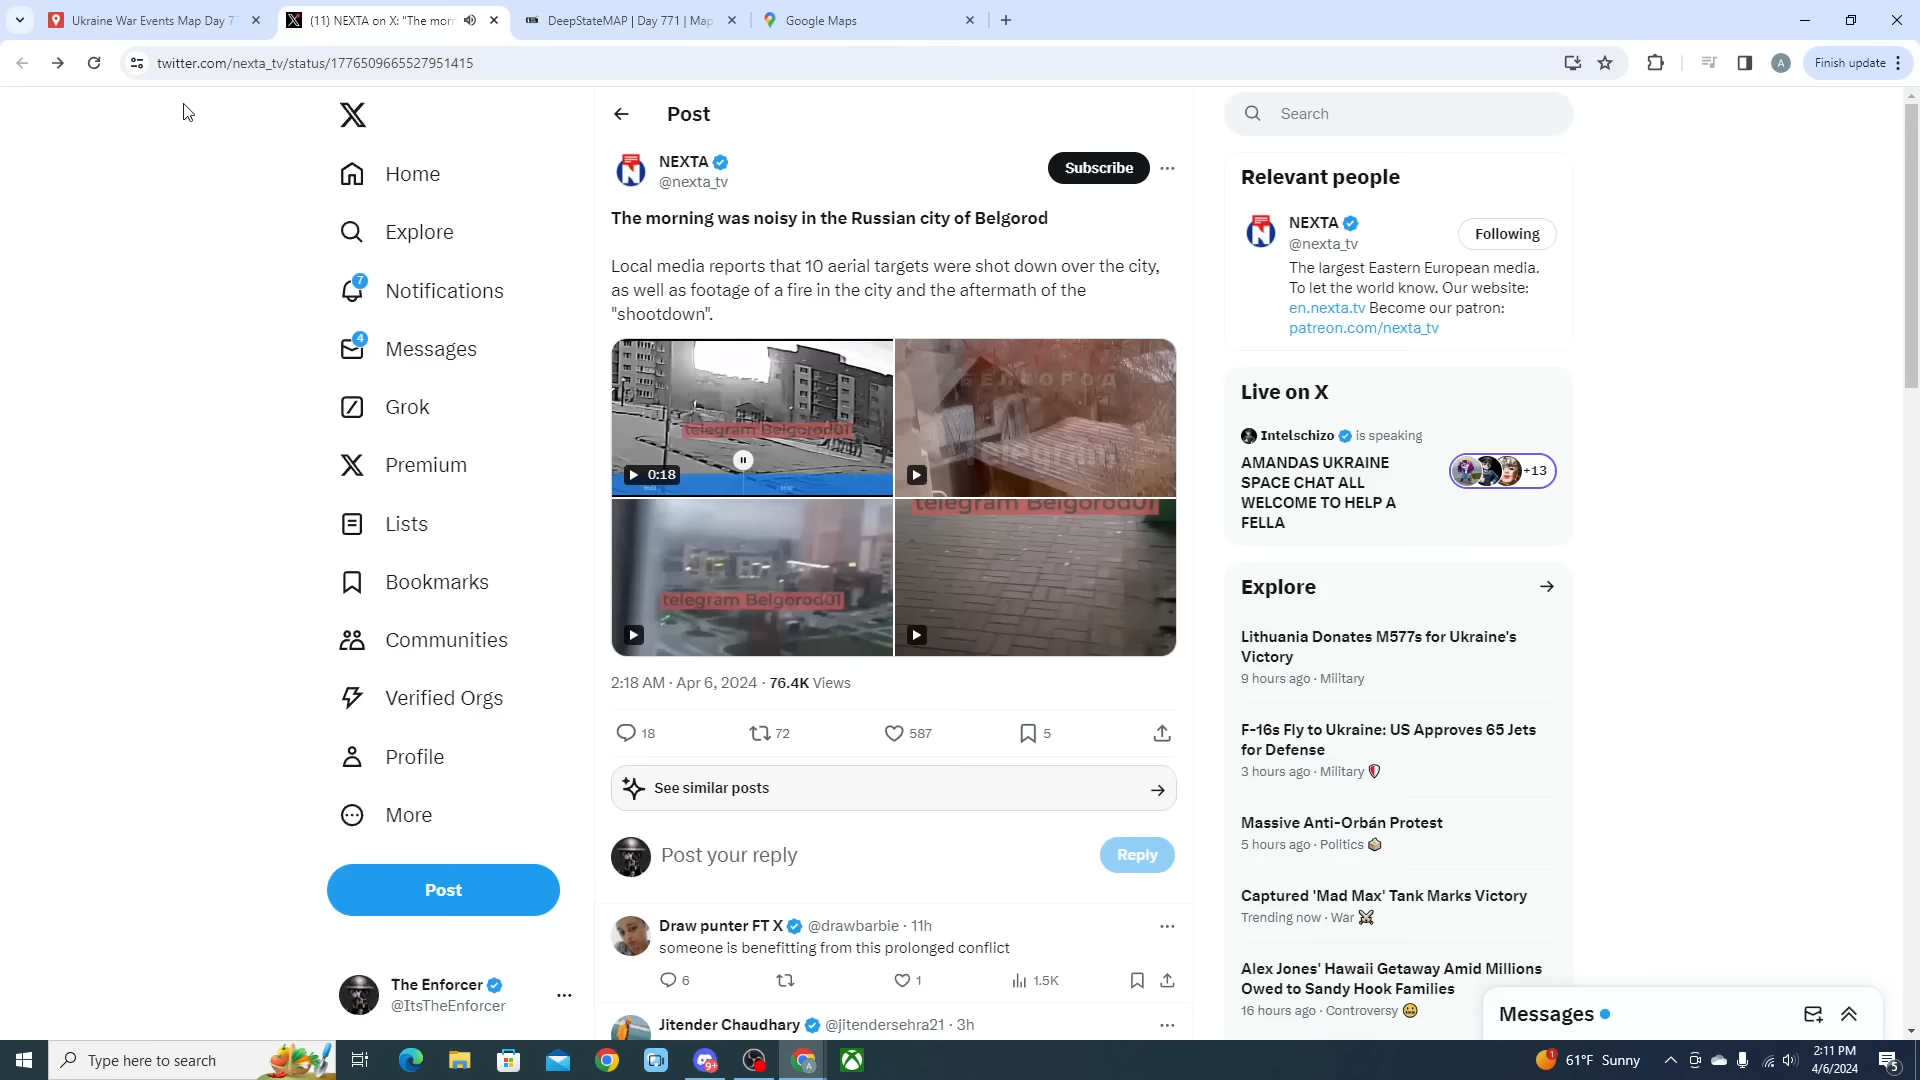 Ukraine War Events Map Day 77
(11) NEXTA on X: "The morn
DeepStateMAP | Day 771 | Map
Google Maps
twitter.com/nexta_tv/status/1776509665527951415
A
Finish update
Home
Explore
7
Notifications
4
Messages
Grok
Premium
Lists
Bookmarks
Communities
Verified Orgs
Profile
More
Post
The Enforcer
@ItsTheEnforcer
Post
NEXTA
@nexta_tv
Subscribe
The morning was noisy in the Russian city of Belgorod
Local media reports that 10 aerial targets were shot down over the city,
as well as footage of a fire in the city and the aftermath of the
"shootdown".
telegram Belgorod01
0:18
БЕЛГОРОД
telegram Belgorod01
telegram Belgorod01
2:18 AM · Apr 6, 2024 · 76.4K Views
18 72 587 5
See similar posts
Post your reply
Reply
Draw punter FT X @drawbarbie · 11h
someone is benefitting from this prolonged conflict
6 1 1.5K
Jitender Chaudhary @jitendersehra21 · 3h
Search
Relevant people
NEXTA
@nexta_tv
Following
The largest Eastern European media.
To let the world know. Our website:
en.nexta.tv Become our patron:
patreon.com/nexta_tv
Live on X
Intelschizo is speaking
AMANDAS UKRAINE
SPACE CHAT ALL
WELCOME TO HELP A
FELLA
+13
Explore
Lithuania Donates M577s for Ukraine's
Victory
9 hours ago · Military
F-16s Fly to Ukraine: US Approves 65 Jets
for Defense
3 hours ago · Military
Massive Anti-Orbán Protest
5 hours ago · Politics
Captured 'Mad Max' Tank Marks Victory
Trending now · War
Alex Jones' Hawaii Getaway Amid Millions
Owed to Sandy Hook Families
16 hours ago · Controversy
Messages
Type here to search
9+
A
1
61°F Sunny
2:11 PM
4/6/2024
5